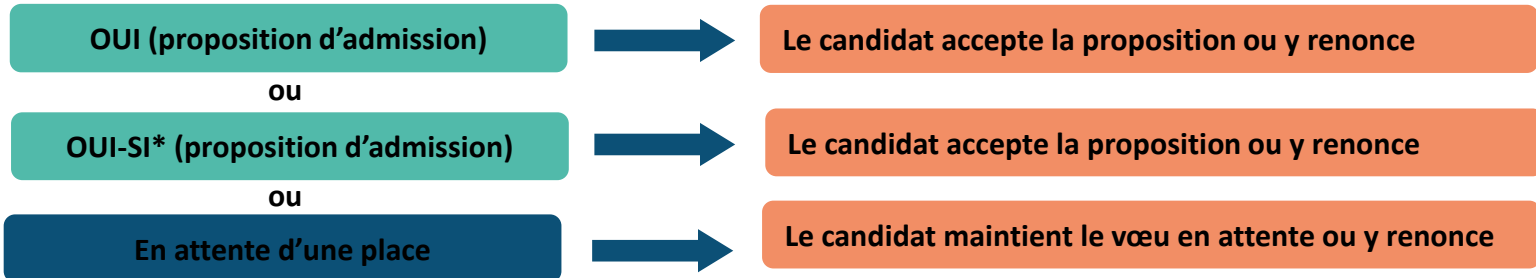 OUI (proposition d’admission)
Le candidat accepte la proposition ou y renonce
ou
OUI-SI* (proposition d’admission)
Le candidat accepte la proposition ou y renonce
ou
En attente d’une place
Le candidat maintient le vœu en attente ou y renonce